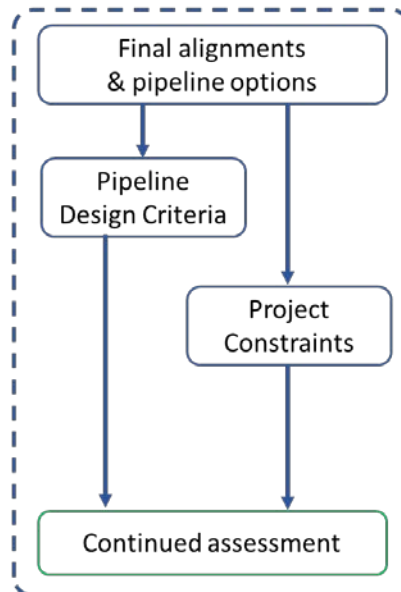 Final alignments
& pipeline options
Pipeline
Design Criteria
Project
Constraints
Continued assessment